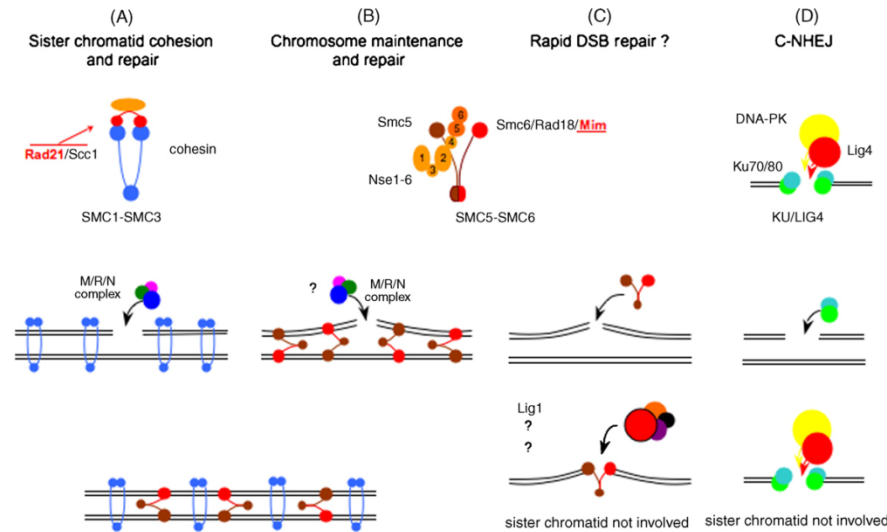 (A)
Sister chromatid cohesion
and repair
Rad21/Scc1
cohesin
SMC1-SMC3
M/R/N
complex
(B)
Chromosome maintenance
and repair
Smc5
6
5
4
1
2
3
Smc6/Rad18/Mim
Nse1-6
SMC5-SMC6
?
M/R/N
complex
(C)
Rapid DSB repair ?
Lig1
?
?
sister chromatid not involved
(D)
C-NHEJ
DNA-PK
Lig4
Ku70/80
KU/LIG4
sister chromatid not involved